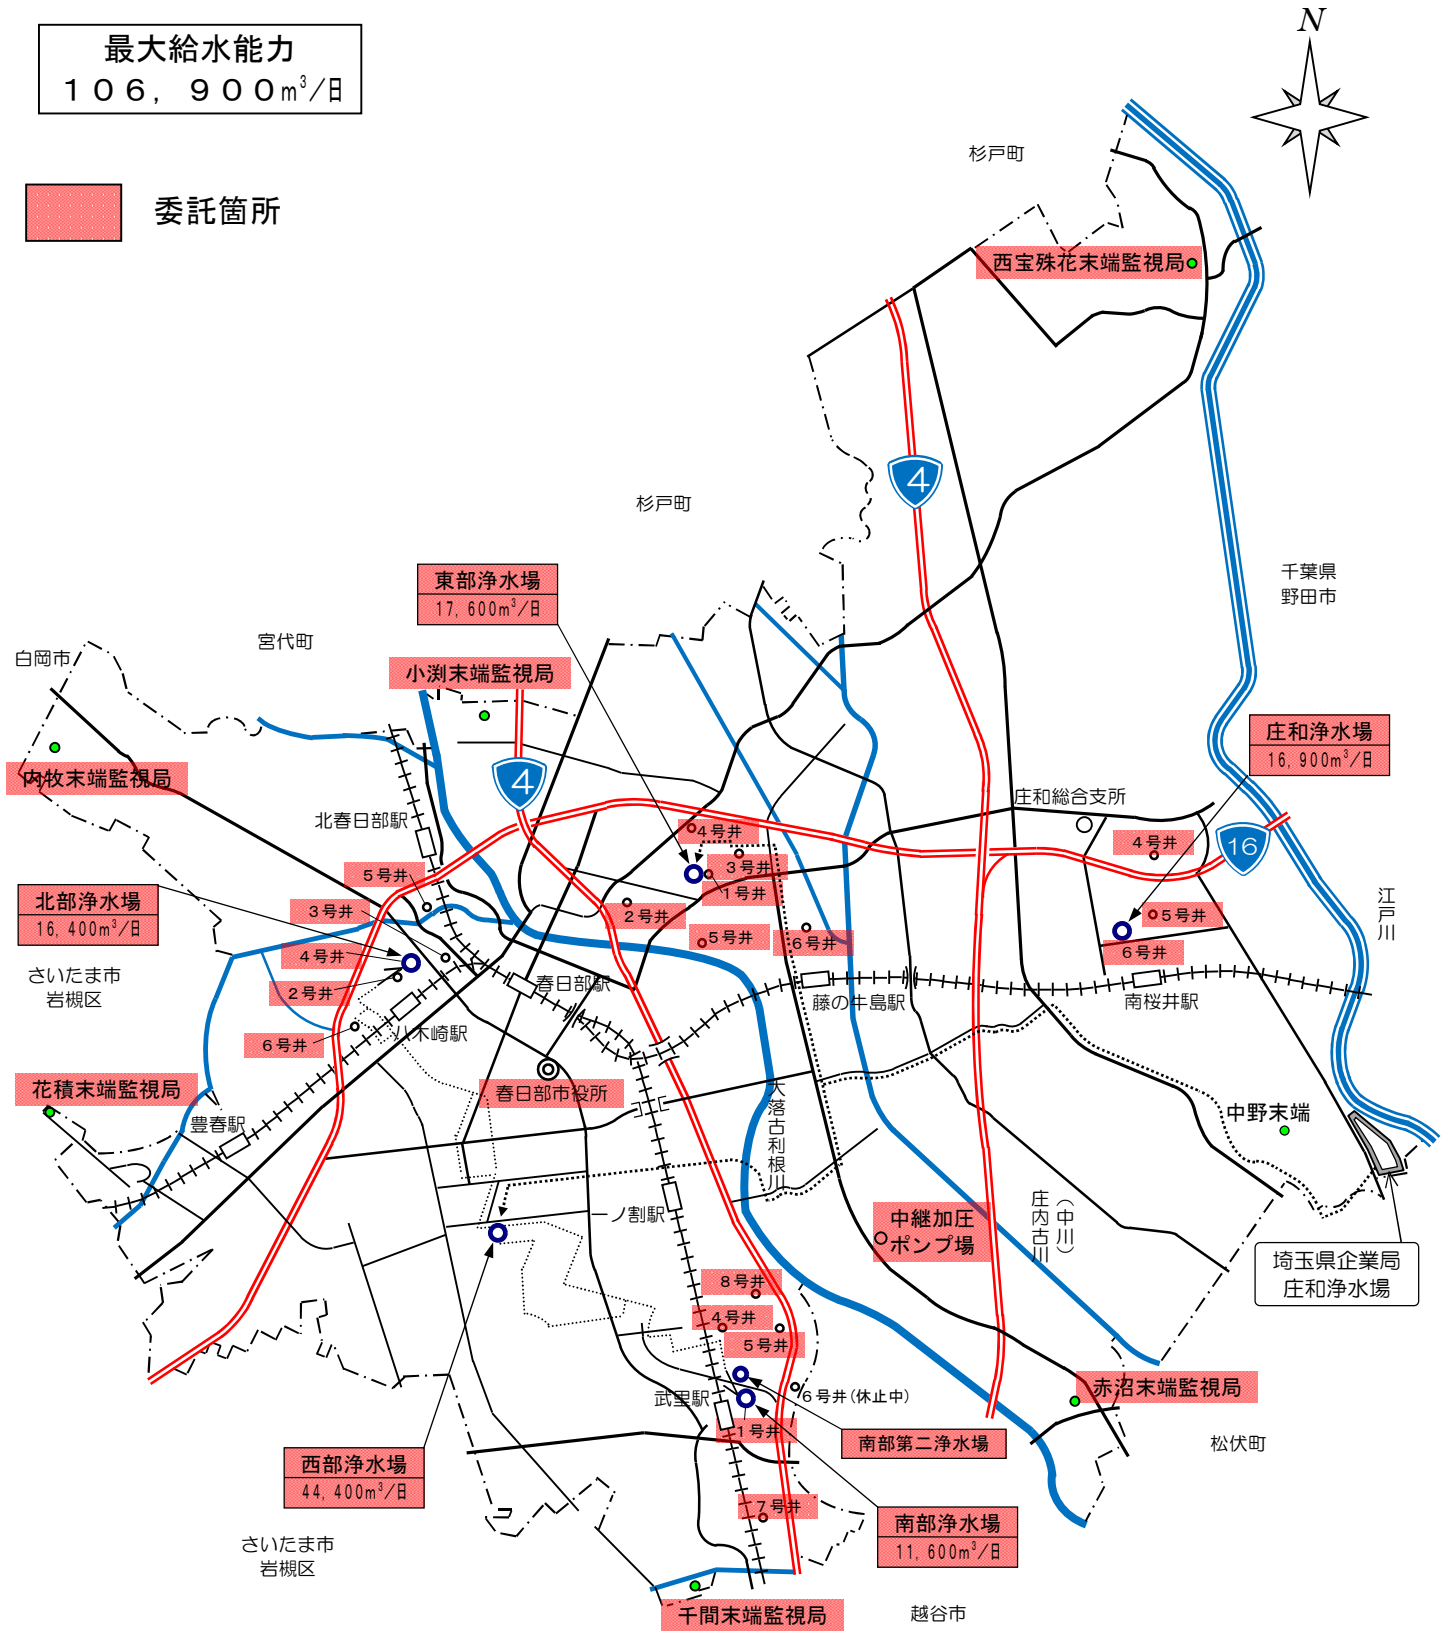 最大給水能力
１０６，９００m³/日
N
委託箇所
杉戸町
西宝殊花末端監視局
4
杉戸町
千葉県
野田市
東部浄水場
17,600m³/日
宮代町
白岡市
小渕末端監視局
庄和浄水場
16,900m³/日
内牧末端監視局
4
庄和総合支所
北春日部駅
４号井
４号井
16
３号井
５号井
１号井
北部浄水場
16,400m³/日
３号井
２号井
５号井
江戸川
５号井
６号井
６号井
４号井
さいたま市
岩槻区
２号井
春日部駅
藤の牛島駅
南桜井駅
八木崎駅
６号井
花積末端監視局
春日部市役所
大落古利根川
中野末端
豊春駅
一ノ割駅
中継加圧
ポンプ場
庄内古川
（中川）
埼玉県企業局
庄和浄水場
８号井
４号井
５号井
赤沼末端監視局
武里駅
６号井(休止中)
１号井
南部第二浄水場
松伏町
西部浄水場
44,400m³/日
７号井
南部浄水場
11,600m³/日
さいたま市
岩槻区
千間末端監視局
越谷市